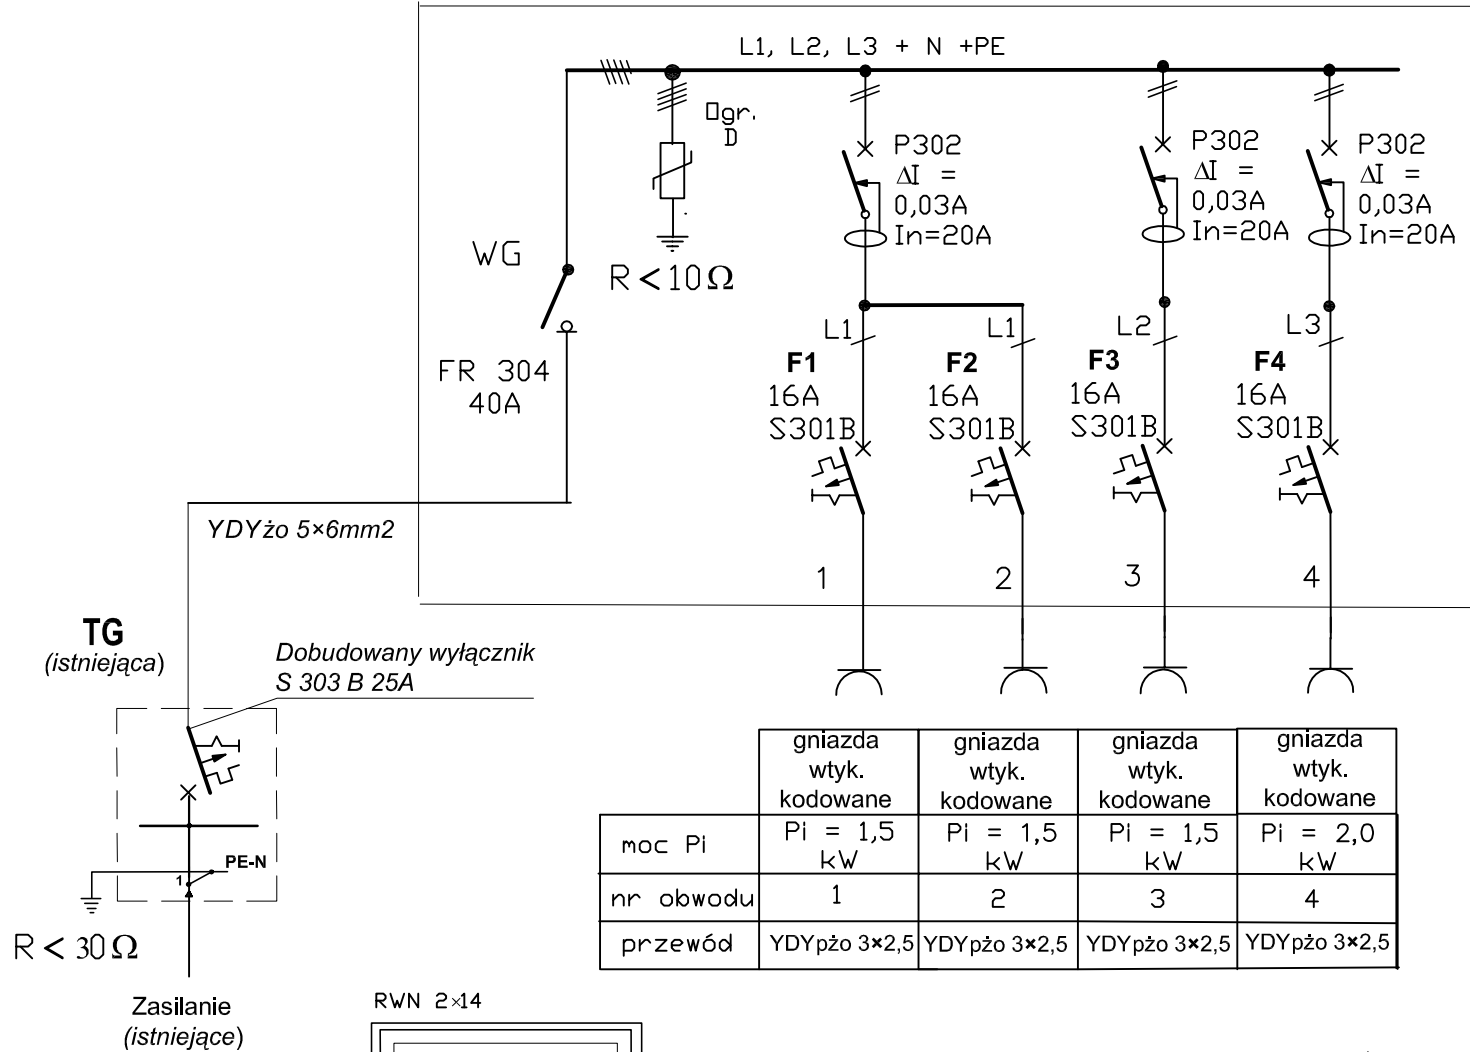 L1, L2, L3 + N +PE
Ogr.
D
R < 10 Ω
WG
FR 304
40A
P302
ΔI =
0,03A
In=20A
P302
ΔI =
0,03A
In=20A
P302
ΔI =
0,03A
In=20A
L1
F1
16A
S301B
L1
F2
16A
S301B
L2
F3
16A
S301B
L3
F4
16A
S301B
1
2
3
4
YDYżo 5×6mm2
TG
(istniejąca)
Dobudowany wyłącznik
S 303 B 25A
PE-N
1
R < 30 Ω
Zasilanie
(istniejące)
gniazda
wtyk.
kodowane
gniazda
wtyk.
kodowane
gniazda
wtyk.
kodowane
gniazda
wtyk.
kodowane
moc Pi
Pi = 1,5
kW
Pi = 1,5
kW
Pi = 1,5
kW
Pi = 2,0
kW
nr obwodu
1
2
3
4
przewód
YDYpżo 3×2,5
YDYpżo 3×2,5
YDYpżo 3×2,5
YDYpżo 3×2,5
RWN 2×14